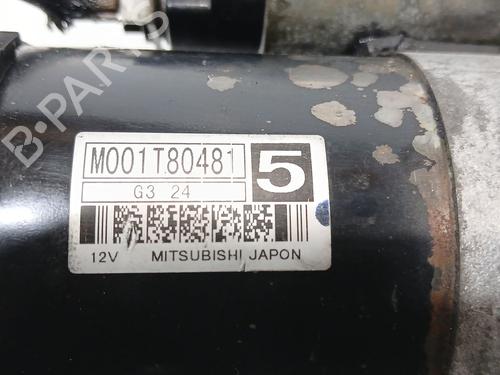 B-PARTS
M001T80481 5
G3 24
12V MITSUBISHI JAPON